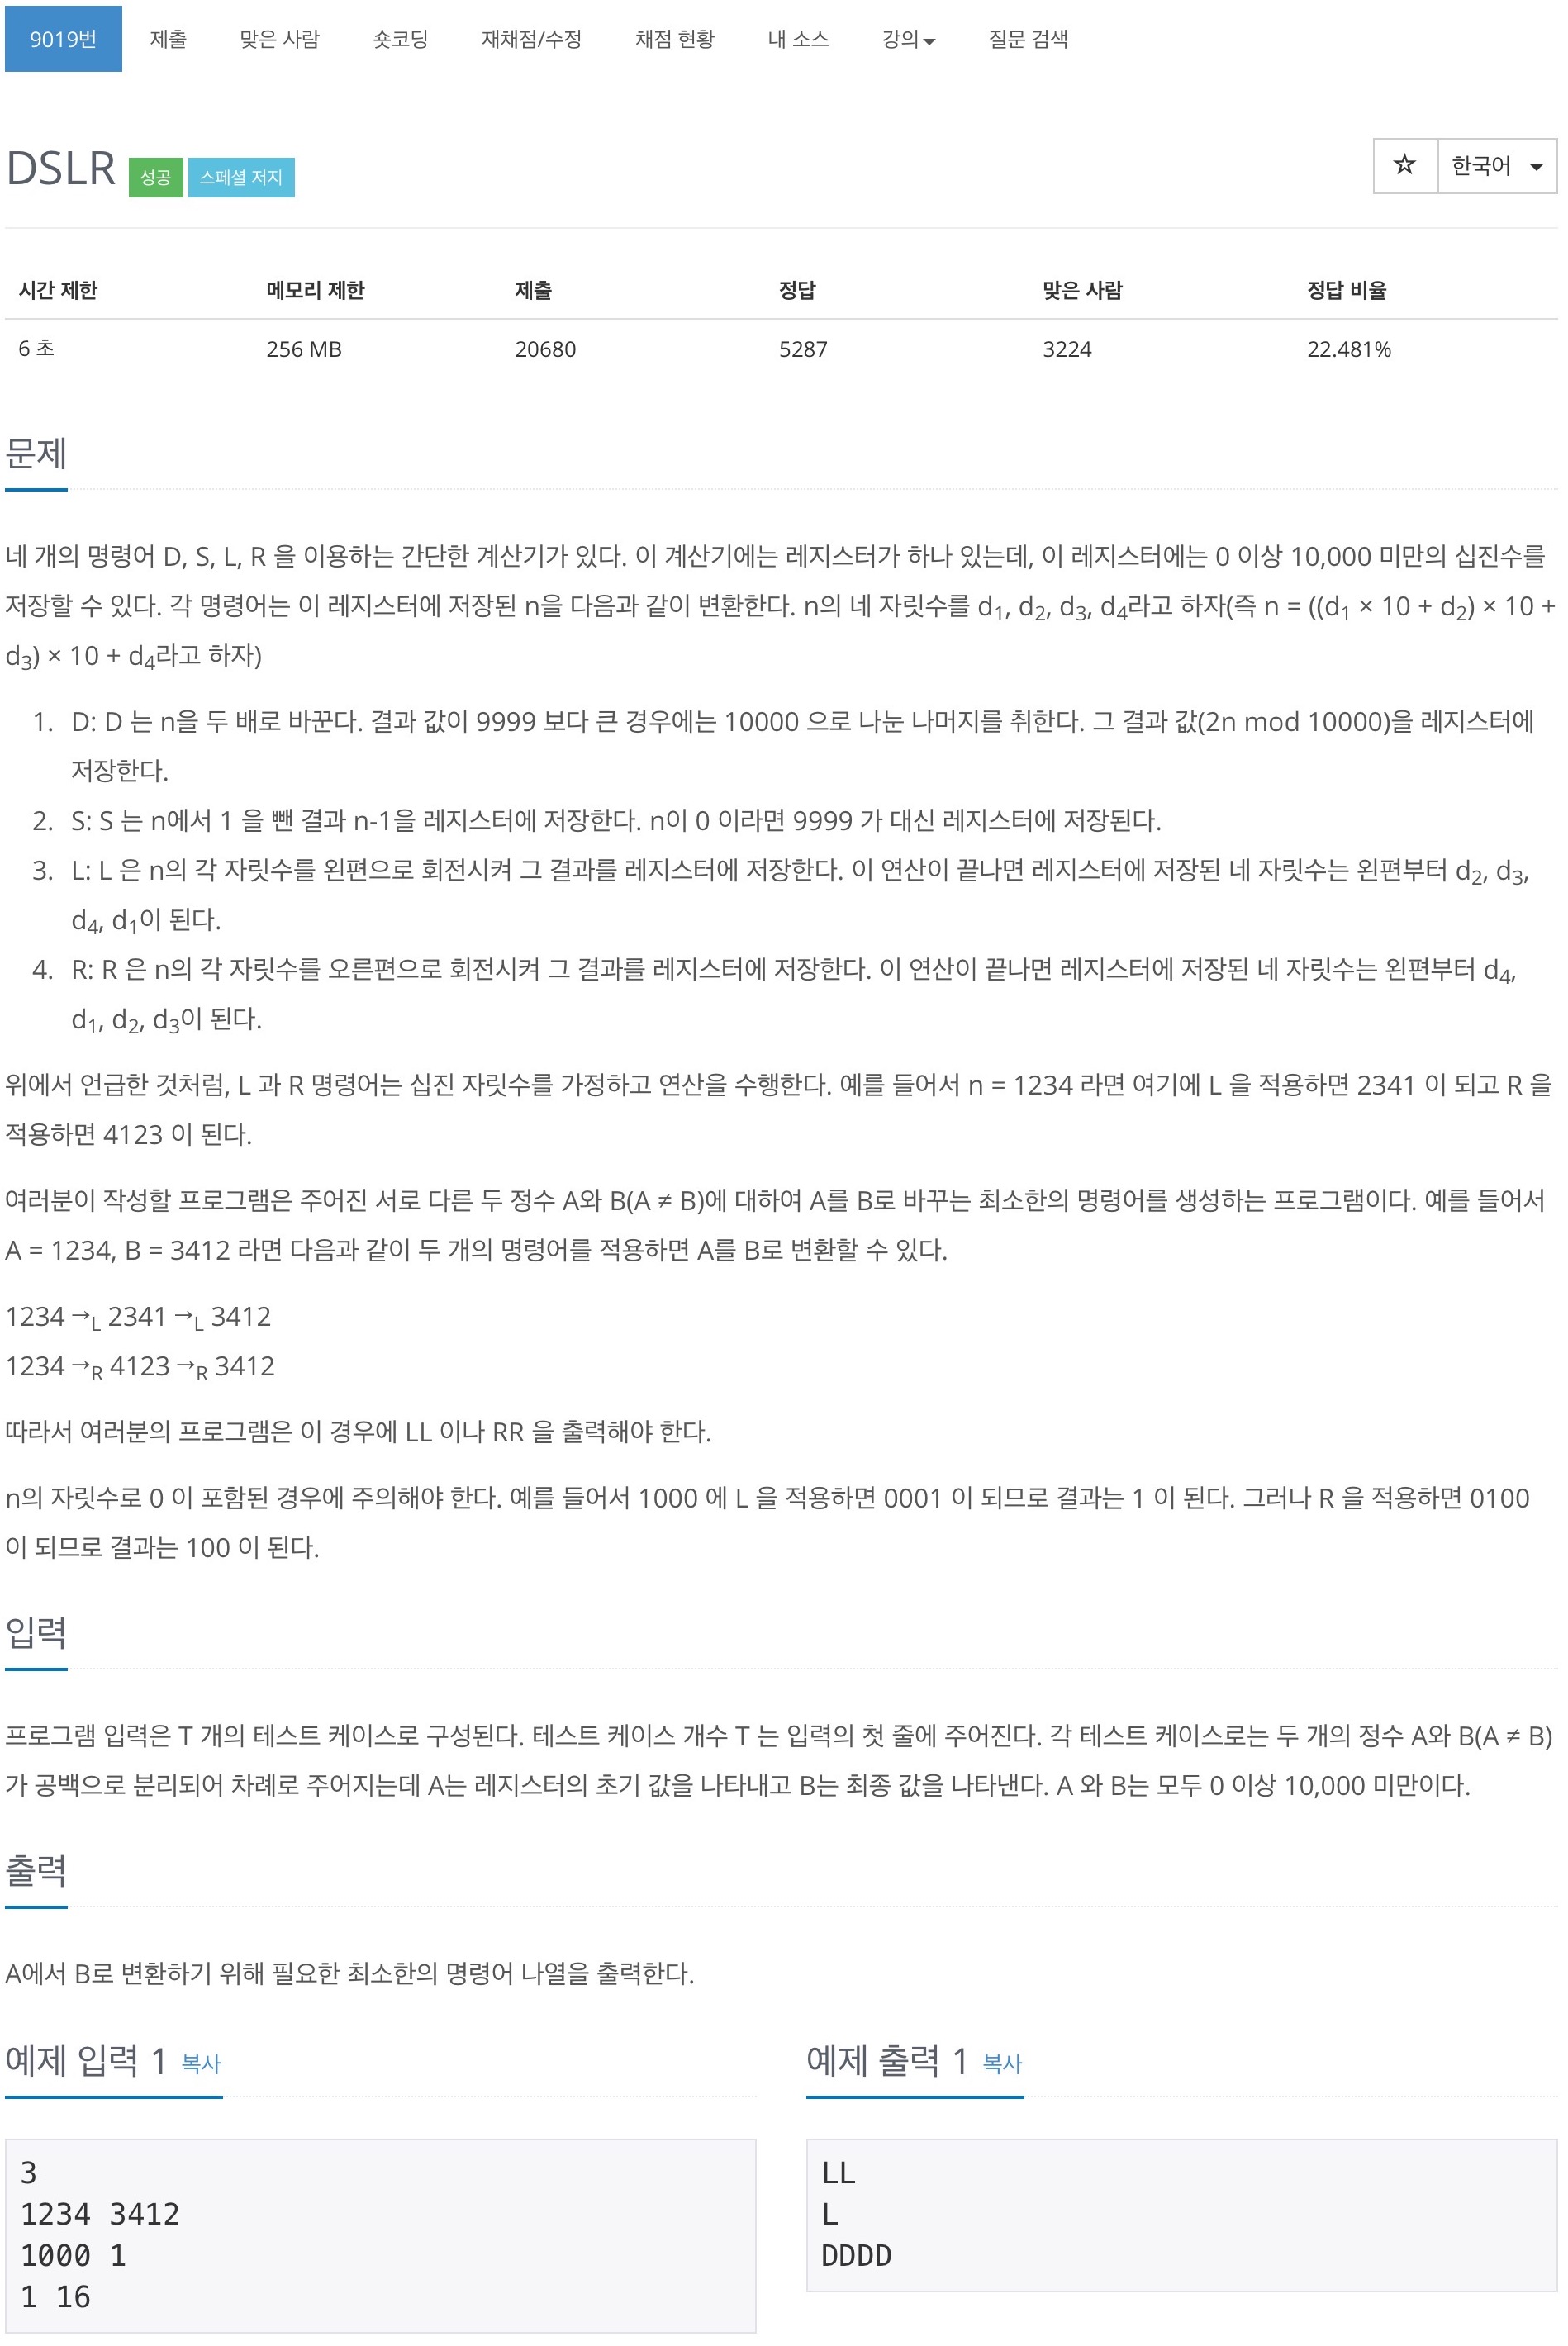 9019번 제출 맞은 사람 숏코딩 재채점/수정 채점 현황 내 소스 강의 질문 검색
DSLR 성공 스페셜 저지 ☆ 한국어
시간 제한 메모리 제한 제출 정답 맞은 사람 정답 비율
6 초 256 MB 20680 5287 3224 22.481%
문제
네 개의 명령어 D, S, L, R 을 이용하는 간단한 계산기가 있다. 이 계산기에는 레지스터가 하나 있는데, 이 레지스터에는 0 이상 10,000 미만의 십진수를
저장할 수 있다. 각 명령어는 이 레지스터에 저장된 n을 다음과 같이 변환한다. n의 네 자릿수를 d1, d2, d3, d4라고 하자(즉 n = ((d1 × 10 + d2) × 10 +
d3) × 10 + d4라고 하자)
1. D: D 는 n을 두 배로 바꾼다. 결과 값이 9999 보다 큰 경우에는 10000 으로 나눈 나머지를 취한다. 그 결과 값(2n mod 10000)을 레지스터에
저장한다.
2. S: S 는 n에서 1 을 뺀 결과 n-1을 레지스터에 저장한다. n이 0 이라면 9999 가 대신 레지스터에 저장된다.
3. L: L 은 n의 각 자릿수를 왼편으로 회전시켜 그 결과를 레지스터에 저장한다. 이 연산이 끝나면 레지스터에 저장된 네 자릿수는 왼편부터 d2, d3,
d4, d1이 된다.
4. R: R 은 n의 각 자릿수를 오른편으로 회전시켜 그 결과를 레지스터에 저장한다. 이 연산이 끝나면 레지스터에 저장된 네 자릿수는 왼편부터 d4,
d1, d2, d3이 된다.
위에서 언급한 것처럼, L 과 R 명령어는 십진 자릿수를 가정하고 연산을 수행한다. 예를 들어서 n = 1234 라면 여기에 L 을 적용하면 2341 이 되고 R 을
적용하면 4123 이 된다.
여러분이 작성할 프로그램은 주어진 서로 다른 두 정수 A와 B(A ≠ B)에 대하여 A를 B로 바꾸는 최소한의 명령어를 생성하는 프로그램이다. 예를 들어서
A = 1234, B = 3412 라면 다음과 같이 두 개의 명령어를 적용하면 A를 B로 변환할 수 있다.
1234 →L 2341 →L 3412
1234 →R 4123 →R 3412
따라서 여러분의 프로그램은 이 경우에 LL 이나 RR 을 출력해야 한다.
n의 자릿수로 0 이 포함된 경우에 주의해야 한다. 예를 들어서 1000 에 L 을 적용하면 0001 이 되므로 결과는 1 이 된다. 그러나 R 을 적용하면 0100
이 되므로 결과는 100 이 된다.
입력
프로그램 입력은 T 개의 테스트 케이스로 구성된다. 테스트 케이스 개수 T 는 입력의 첫 줄에 주어진다. 각 테스트 케이스로는 두 개의 정수 A와 B(A ≠ B)
가 공백으로 분리되어 차례로 주어지는데 A는 레지스터의 초기 값을 나타내고 B는 최종 값을 나타낸다. A 와 B는 모두 0 이상 10,000 미만이다.
출력
A에서 B로 변환하기 위해 필요한 최소한의 명령어 나열을 출력한다.
예제 입력 1 복사
3
1234 3412
1000 1
1 16
예제 출력 1 복사
LL
L
DDDD